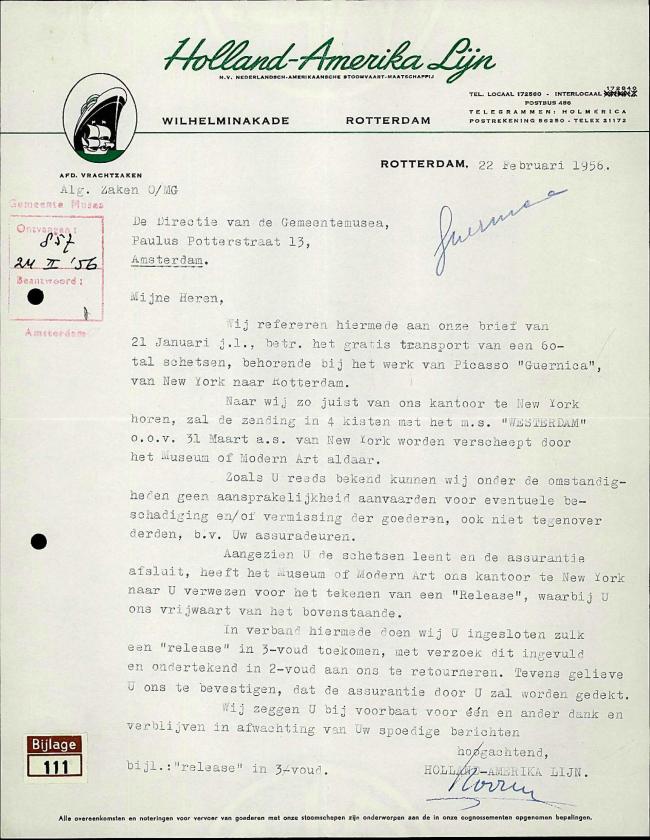 Holland-Amerika Lijn
N.V. NEDERLANDSCH-AMERIKAANSCHE STOOMVAART-MAATSCHAPPIJ
TEL. LOCAAL 172560 - INTERLOCAAL 172840
POSTBUS 486
TELEGRAMMEN: HOLMERICA
POSTREKENING 56250 - TELEX 21172
WILHELMINAKADE ROTTERDAM
AFD. VRACHTZAKEN
ROTTERDAM, 22 Februari 1956.
Alg. Zaken O/MG
Gemeente Musea
Ontvangen:
857
24 II '56
Beantwoord:
Amsterdam
Guernica
De Directie van de Gemeentemusea,
Paulus Potterstraat 13,
Amsterdam.
Mijne Heren,
Wij refereren hiermede aan onze brief van
21 Januari j.l., betr. het gratis transport van een 60-
tal schetsen, behorende bij het werk van Picasso "Guernica",
van New York naar Rotterdam.
Naar wij zo juist van ons kantoor te New York
horen, zal de zending in 4 kisten met het m.s. "WESTERDAM"
o.o.v. 31 Maart a.s. van New York worden verscheept door
het Museum of Modern Art aldaar.
Zoals U reeds bekend kunnen wij onder de omstandig-
heden geen aansprakelijkheid aanvaarden voor eventuele be-
schadiging en/of vermissing der goederen, ook niet tegenover
derden, b.v. Uw assuradeuren.
Aangezien U de schetsen leent en de assurantie
afsluit, heeft het Museum of Modern Art ons kantoor te New York
naar U verwezen voor het tekenen van een "Release", waarbij U
ons vrijwaart van het bovenstaande.
In verband hiermede doen wij U ingesloten zulk
een "release" in 3-voud toekomen, met verzoek dit ingevuld
en ondertekend in 2-voud aan ons te retourneren. Tevens gelieve
U ons te bevestigen, dat de assurantie door U zal worden gedekt.
Wij zeggen U bij voorbaat voor één en ander dank en
verblijven in afwachting van Uw spoedige berichten
hoogachtend,
HOLLAND-AMERIKA LIJN.
bijl.:"release" in 3-voud.
Bijlage
111
Alle overeenkomsten en noteringen voor vervoer van goederen met onze stoomschepen zijn onderworpen aan de in onze cognossementen opgenomen bepalingen.